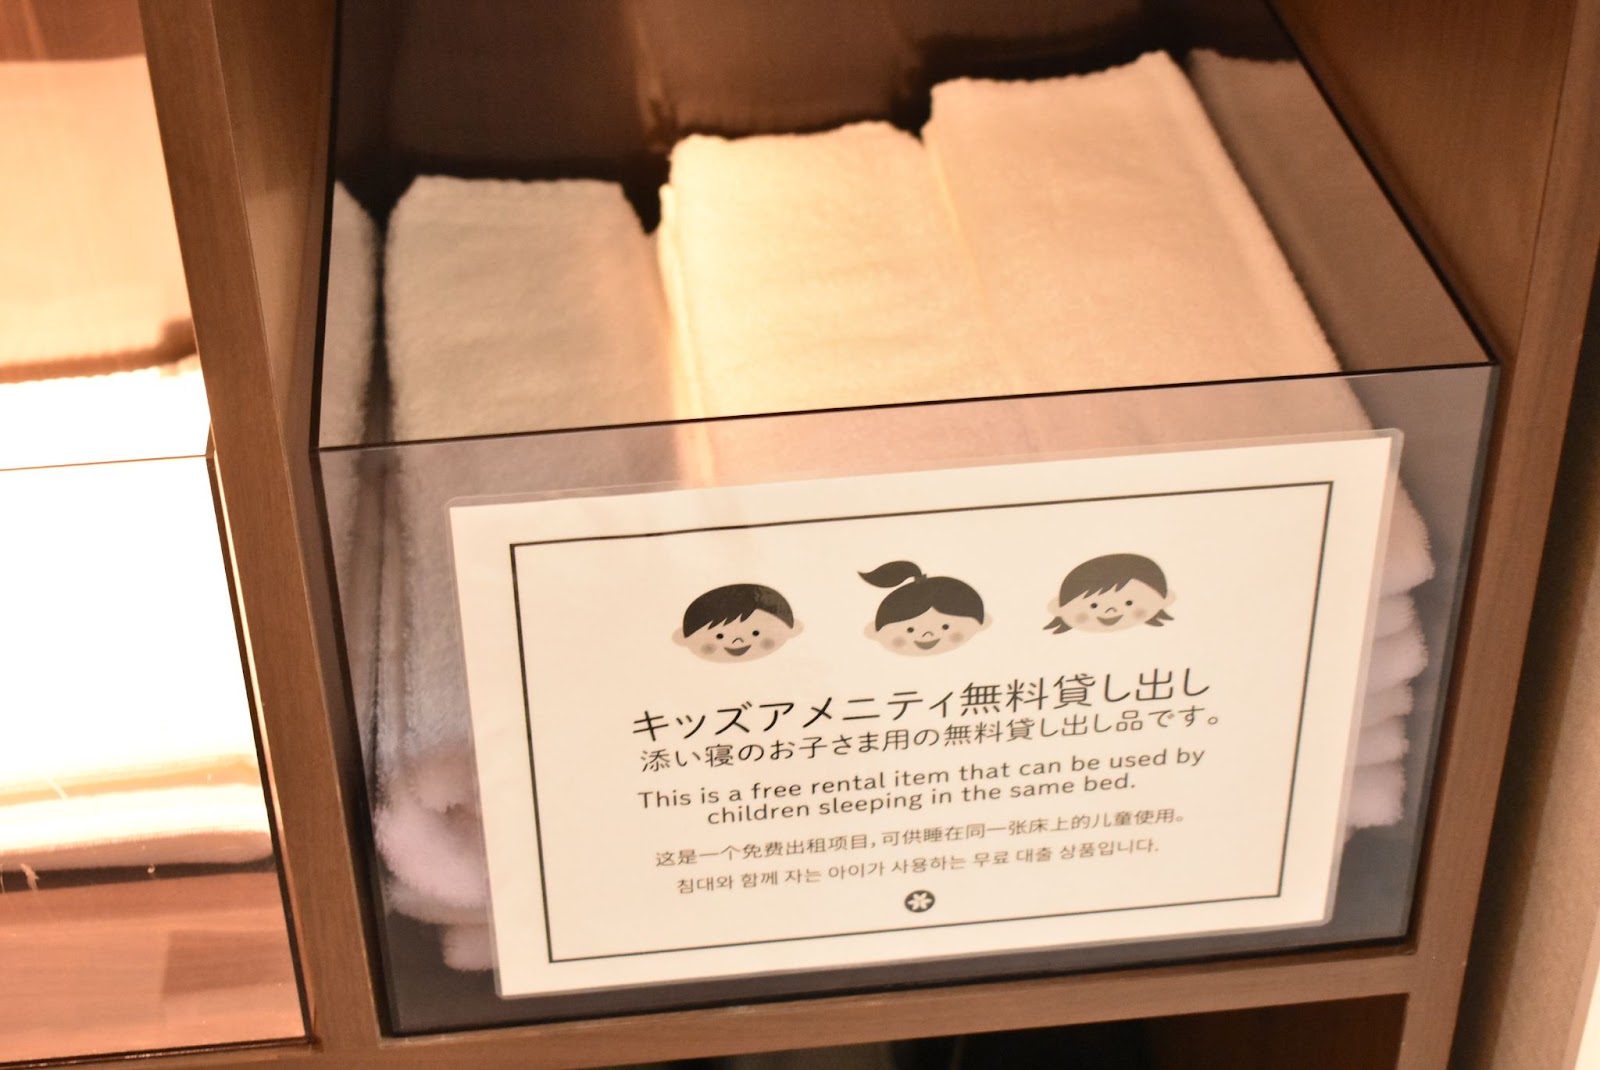 キッズアメニティ無料貸し出し
添い寝のお子さま用の無料貸し出し品です。
This is a free rental item that can be used by
children sleeping in the same bed.
这是一个免费出租项目，可供睡在同一张床上的儿童使用。
침대와 함께 자는 아이가 사용하는 무료 대출 상품입니다.